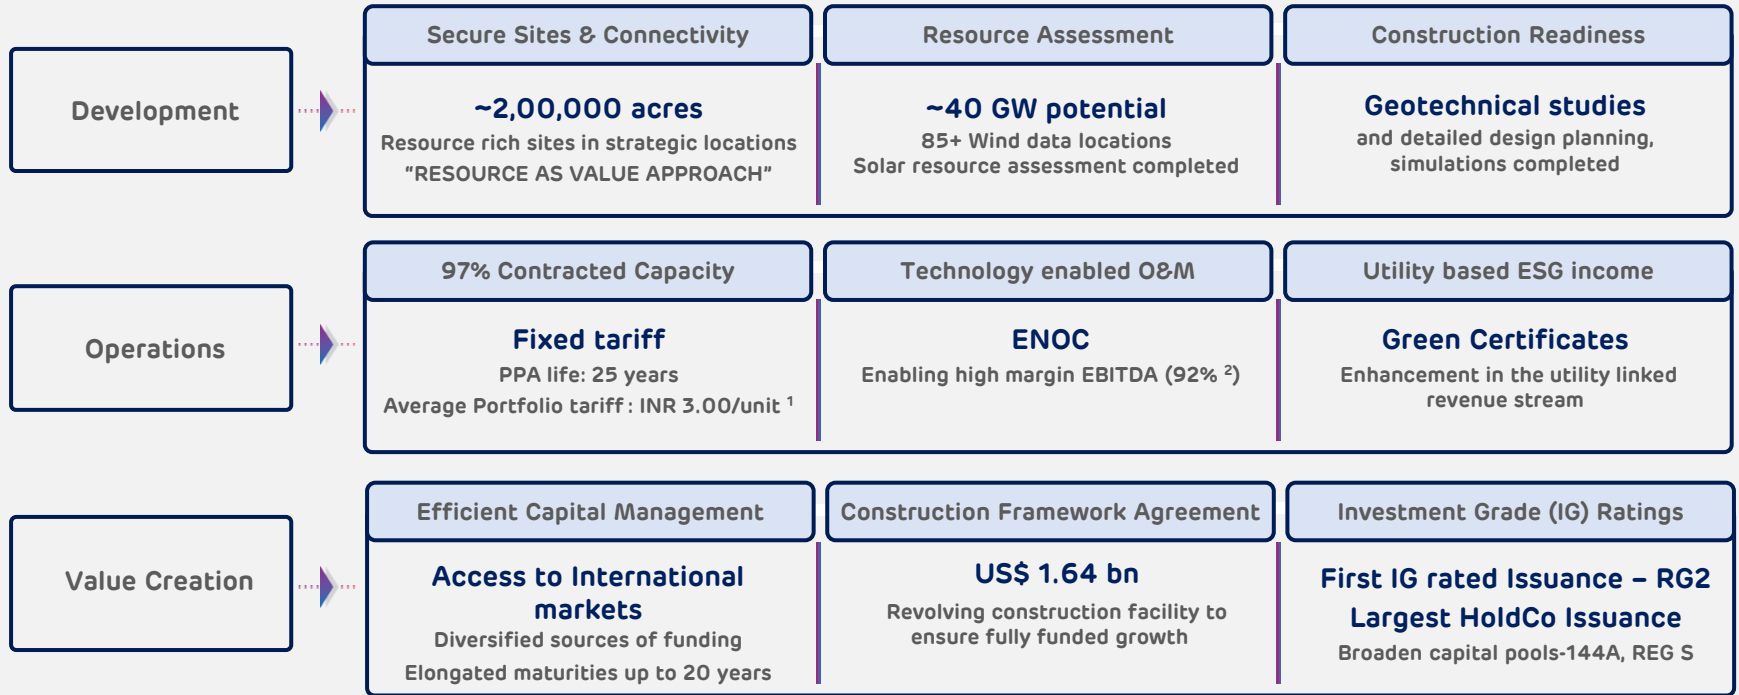 Development
Secure Sites & Connectivity
~2,00,000 acres
Resource rich sites in strategic locations
“RESOURCE AS VALUE APPROACH”
Resource Assessment
~40 GW potential
85+ Wind data locations
Solar resource assessment completed
Construction Readiness
Geotechnical studies
and detailed design planning,
simulations completed
Operations
97% Contracted Capacity
Fixed tariff
PPA life: 25 years
Average Portfolio tariff : INR 3.00/unit ¹
Technology enabled O&M
ENOC
Enabling high margin EBITDA (92% ²)
Utility based ESG income
Green Certificates
Enhancement in the utility linked
revenue stream
Value Creation
Efficient Capital Management
Access to International
markets
Diversified sources of funding
Elongated maturities up to 20 years
Construction Framework Agreement
US$ 1.64 bn
Revolving construction facility to
ensure fully funded growth
Investment Grade (IG) Ratings
First IG rated Issuance – RG2
Largest HoldCo Issuance
Broaden capital pools-144A, REG S